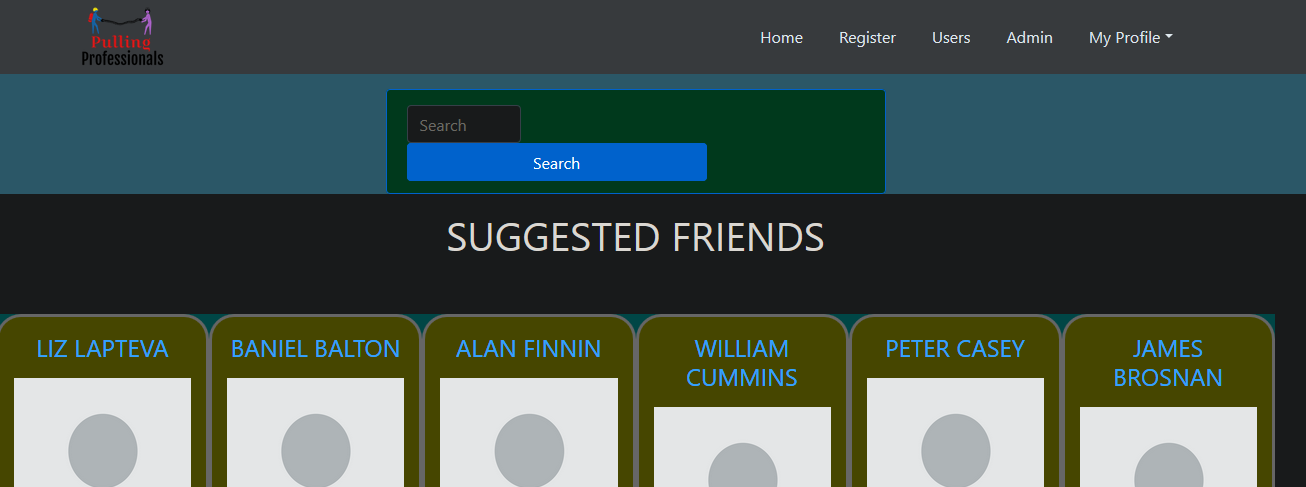 Pulling
Professionals
Home Register Users Admin My Profile
Search
Search
SUGGESTED FRIENDS
LIZ LAPTEVA
BANIEL BALTON
ALAN FINNIN
WILLIAM
CUMMINS
PETER CASEY
JAMES
BROSNAN